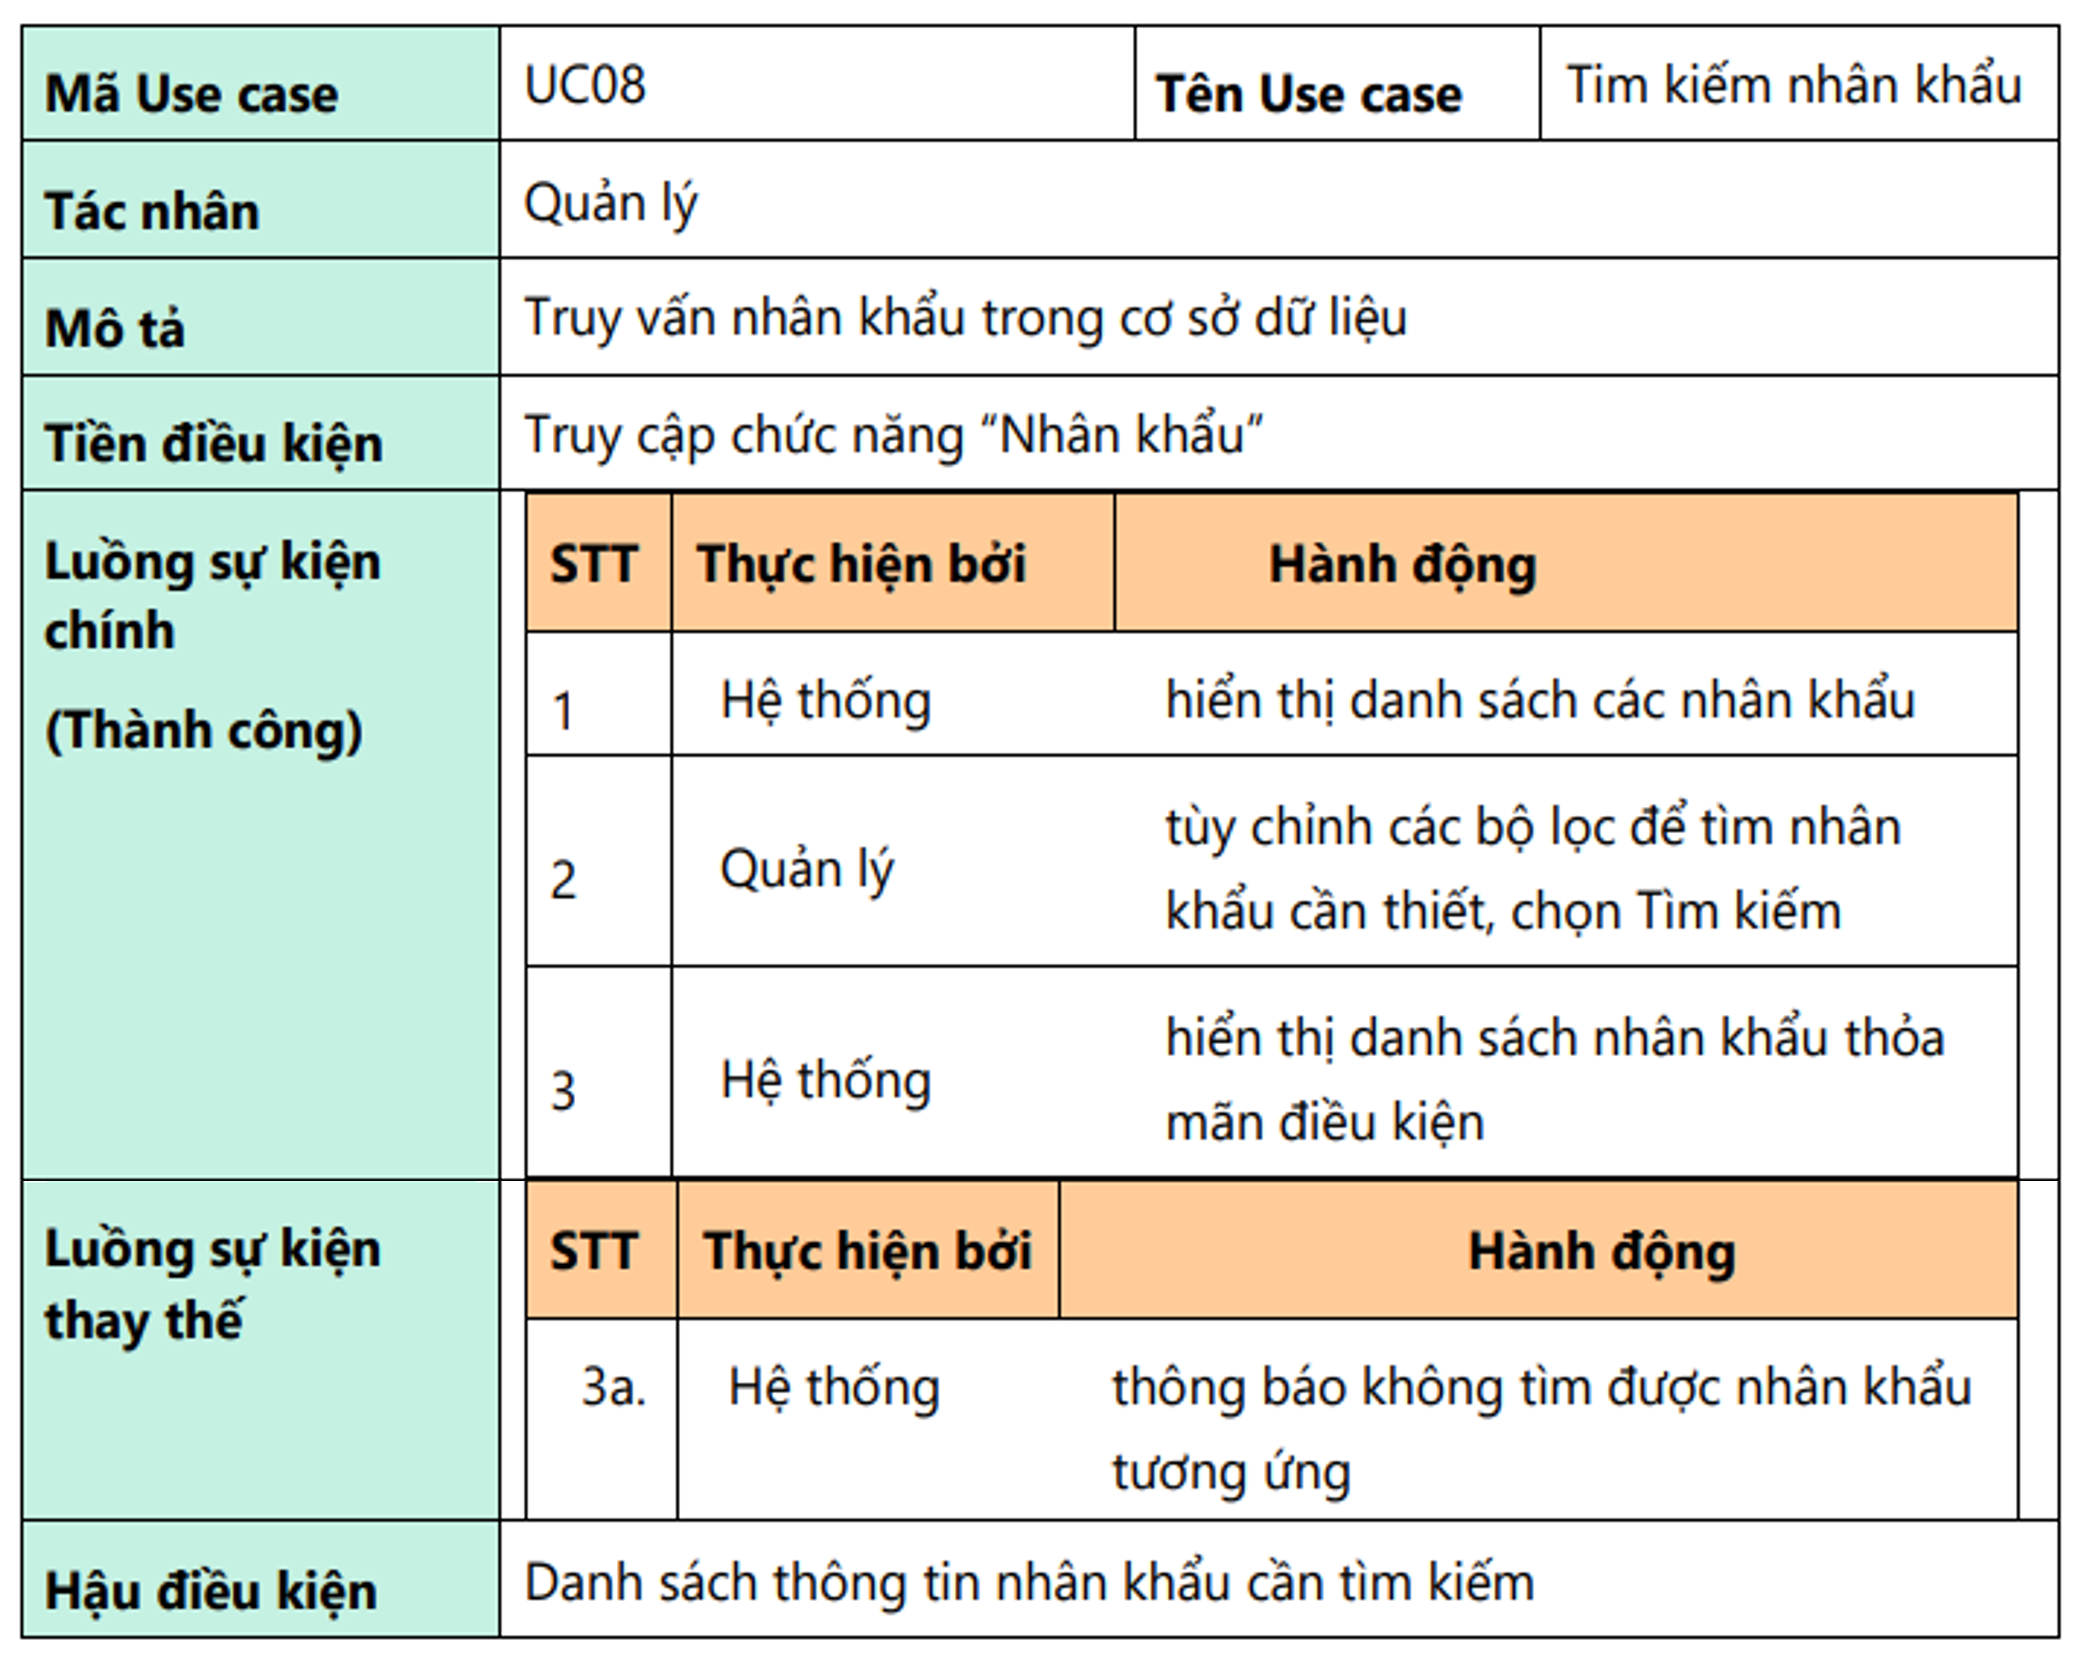 Mã Use case UC08 Tên Use case Tim kiếm nhân khẩu
Tác nhân Quản lý
Mô tả Truy vấn nhân khẩu trong cơ sở dữ liệu
Tiền điều kiện Truy cập chức năng “Nhân khẩu”
Luồng sự kiện
chính
(Thành công)
STT Thực hiện bởi Hành động
1 Hệ thống hiển thị danh sách các nhân khẩu
2 Quản lý tùy chỉnh các bộ lọc để tìm nhân
khẩu cần thiết, chọn Tìm kiếm
3 Hệ thống hiển thị danh sách nhân khẩu thỏa
mãn điều kiện
Luồng sự kiện
thay thế
STT Thực hiện bởi Hành động
3a. Hệ thống thông báo không tìm được nhân khẩu
tương ứng
Hậu điều kiện Danh sách thông tin nhân khẩu cần tìm kiếm